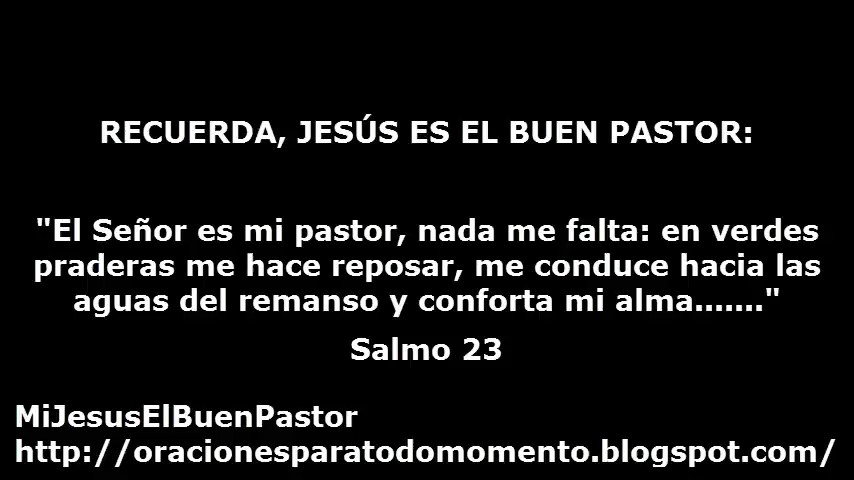 RECUERDA, JESÚS ES EL BUEN PASTOR:
"El Señor es mi pastor, nada me falta: en verdes
praderas me hace reposar, me conduce hacia las
aguas del remanso y conforta mi alma......."
Salmo 23
MiJesusElBuenPastor
http://oracionesparatodomomento.blogspot.com/